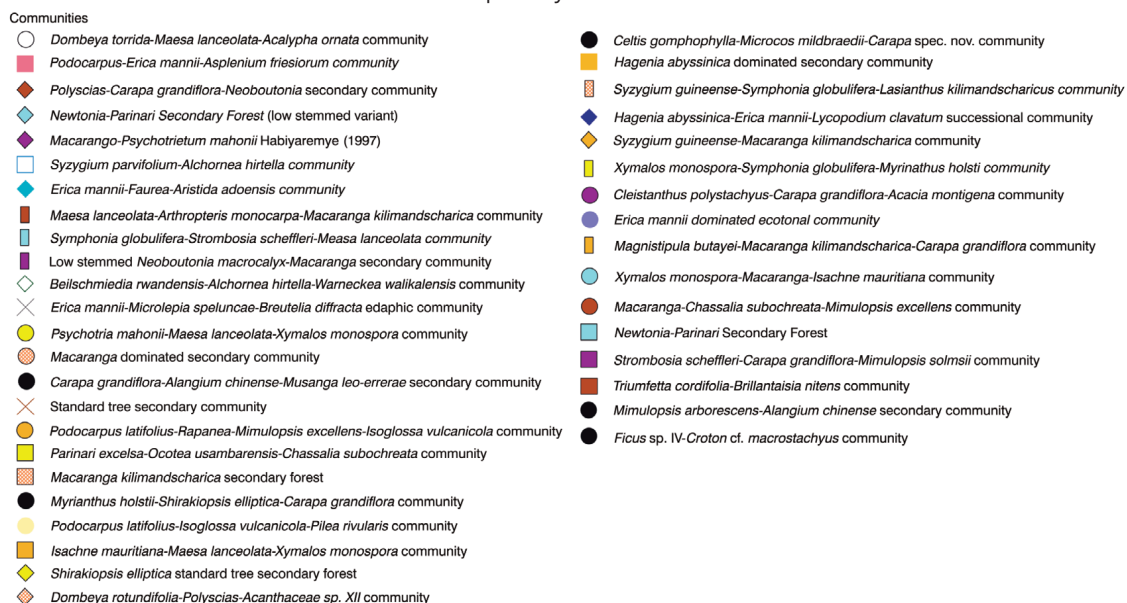 Communities
Dombeya torrida-Maesa lanceolata-Acalypha ornata community
Podocarpus-Erica mannii-Asplenium friesiorum community
Polyscias-Carapa grandiflora-Neoboutonia secondary community
Newtonia-Parinari Secondary Forest (low stemmed variant)
Macarango-Psychotrietum mahonii Habiyaremye (1997)
Syzygium parvifolium-Alchornea hirtella community
Erica mannii-Faurea-Aristida adoensis community
Maesa lanceolata-Arthropteris monocarpa-Macaranga kilimandscharica community
Symphonia globulifera-Strombosia scheffleri-Measa lanceolata community
Low stemmed Neoboutonia macrocalyx-Macaranga secondary community
Beilschmiedia rwandensis-Alchornea hirtella-Warneckea walikalensis community
Erica mannii-Microlepia speluncae-Breutelia diffracta edaphic community
Psychotria mahonii-Maesa lanceolata-Xymalos monospora community
Macaranga dominated secondary community
Carapa grandiflora-Alangium chinense-Musanga leo-errerae secondary community
Standard tree secondary community
Podocarpus latifolius-Rapanea-Mimulopsis excellens-Isoglossa vulcanicola community
Parinari excelsa-Ocotea usambarensis-Chassalia subochreata community
Macaranga kilimandscharica secondary forest
Myrianthus holstii-Shirakiopsis elliptica-Carapa grandiflora community
Podocarpus latifolius-Isoglossa vulcanicola-Pilea rivularis community
Isachne mauritiana-Maesa lanceolata-Xymalos monospora community
Shirakiopsis elliptica standard tree secondary forest
Dombeya rotundifolia-Polyscias-Acanthaceae sp. XII community
Celtis gomphophylla-Microcos mildbraedii-Carapa spec. nov. community
Hagenia abyssinica dominated secondary community
Syzygium guineense-Symphonia globulifera-Lasianthus kilimandscharicus community
Hagenia abyssinica-Erica mannii-Lycopodium clavatum successional community
Syzygium guineense-Macaranga kilimandscharica community
Xymalos monospora-Symphonia globulifera-Myrinathus holsti community
Cleistanthus polystachyus-Carapa grandiflora-Acacia montigena community
Erica mannii dominated ecotonal community
Magnistipula butayei-Macaranga kilimandscharica-Carapa grandiflora community
Xymalos monospora-Macaranga-Isachne mauritiana community
Macaranga-Chassalia subochreata-Mimulopsis excellens community
Newtonia-Parinari Secondary Forest
Strombosia scheffleri-Carapa grandiflora-Mimulopsis solmsii community
Triumfetta cordifolia-Brillantaisia nitens community
Mimulopsis arborescens-Alangium chinense secondary community
Ficus sp. IV-Croton cf. macrostachyus community